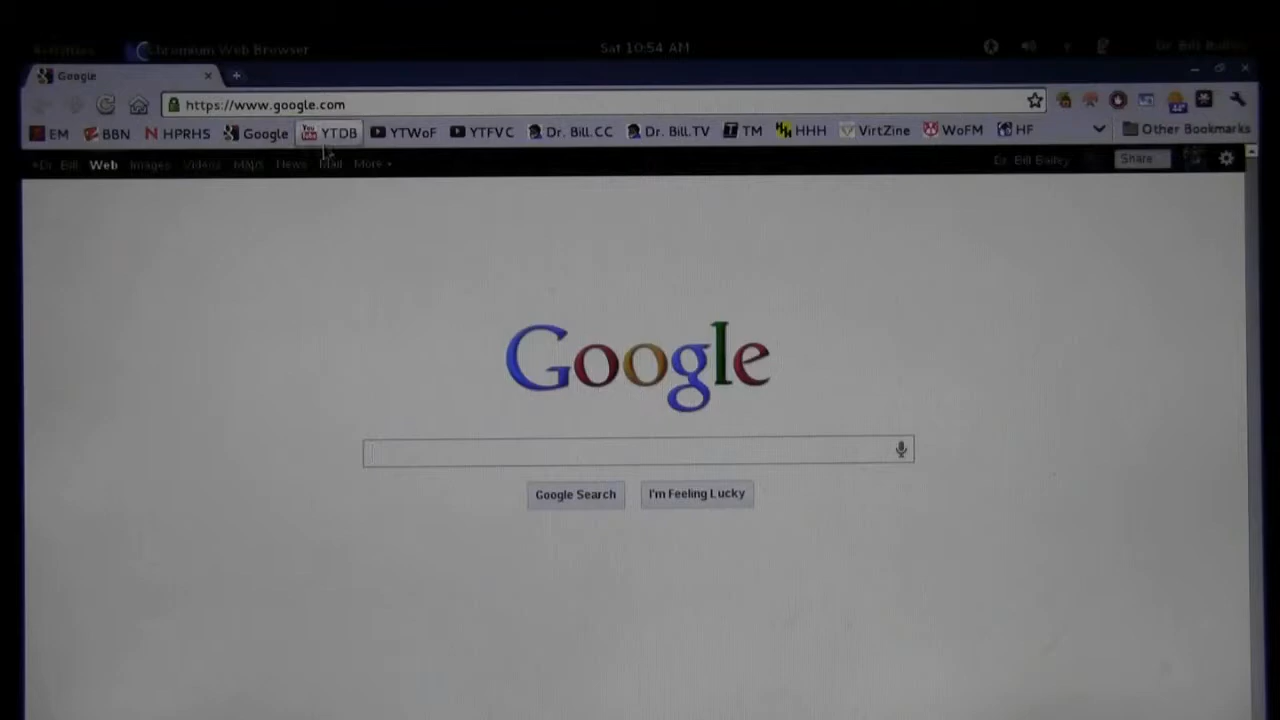 Activities Chromium Web Browser Sat 10:54 AM Dr. Bill Bailey
Google
https://www.google.com
EM BBN HPRHS Google YTDB YTWoF YTFVC Dr. Bill.CC Dr. Bill.TV TM HHH VirtZine WoFM HF Other Bookmarks
+Dr. Bill Web Images Videos Maps News Mail More Dr. Bill Bailey Share
Google
Google Search I'm Feeling Lucky